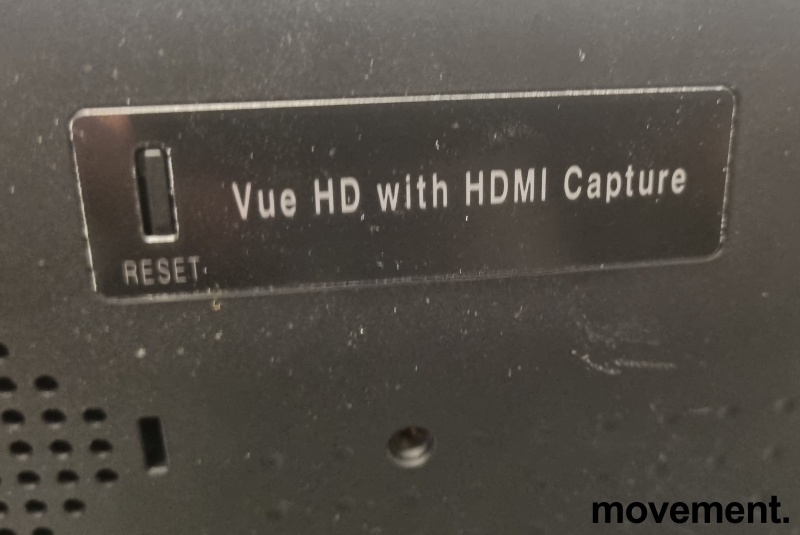 Vue HD with HDMI Capture
RESET
movement.